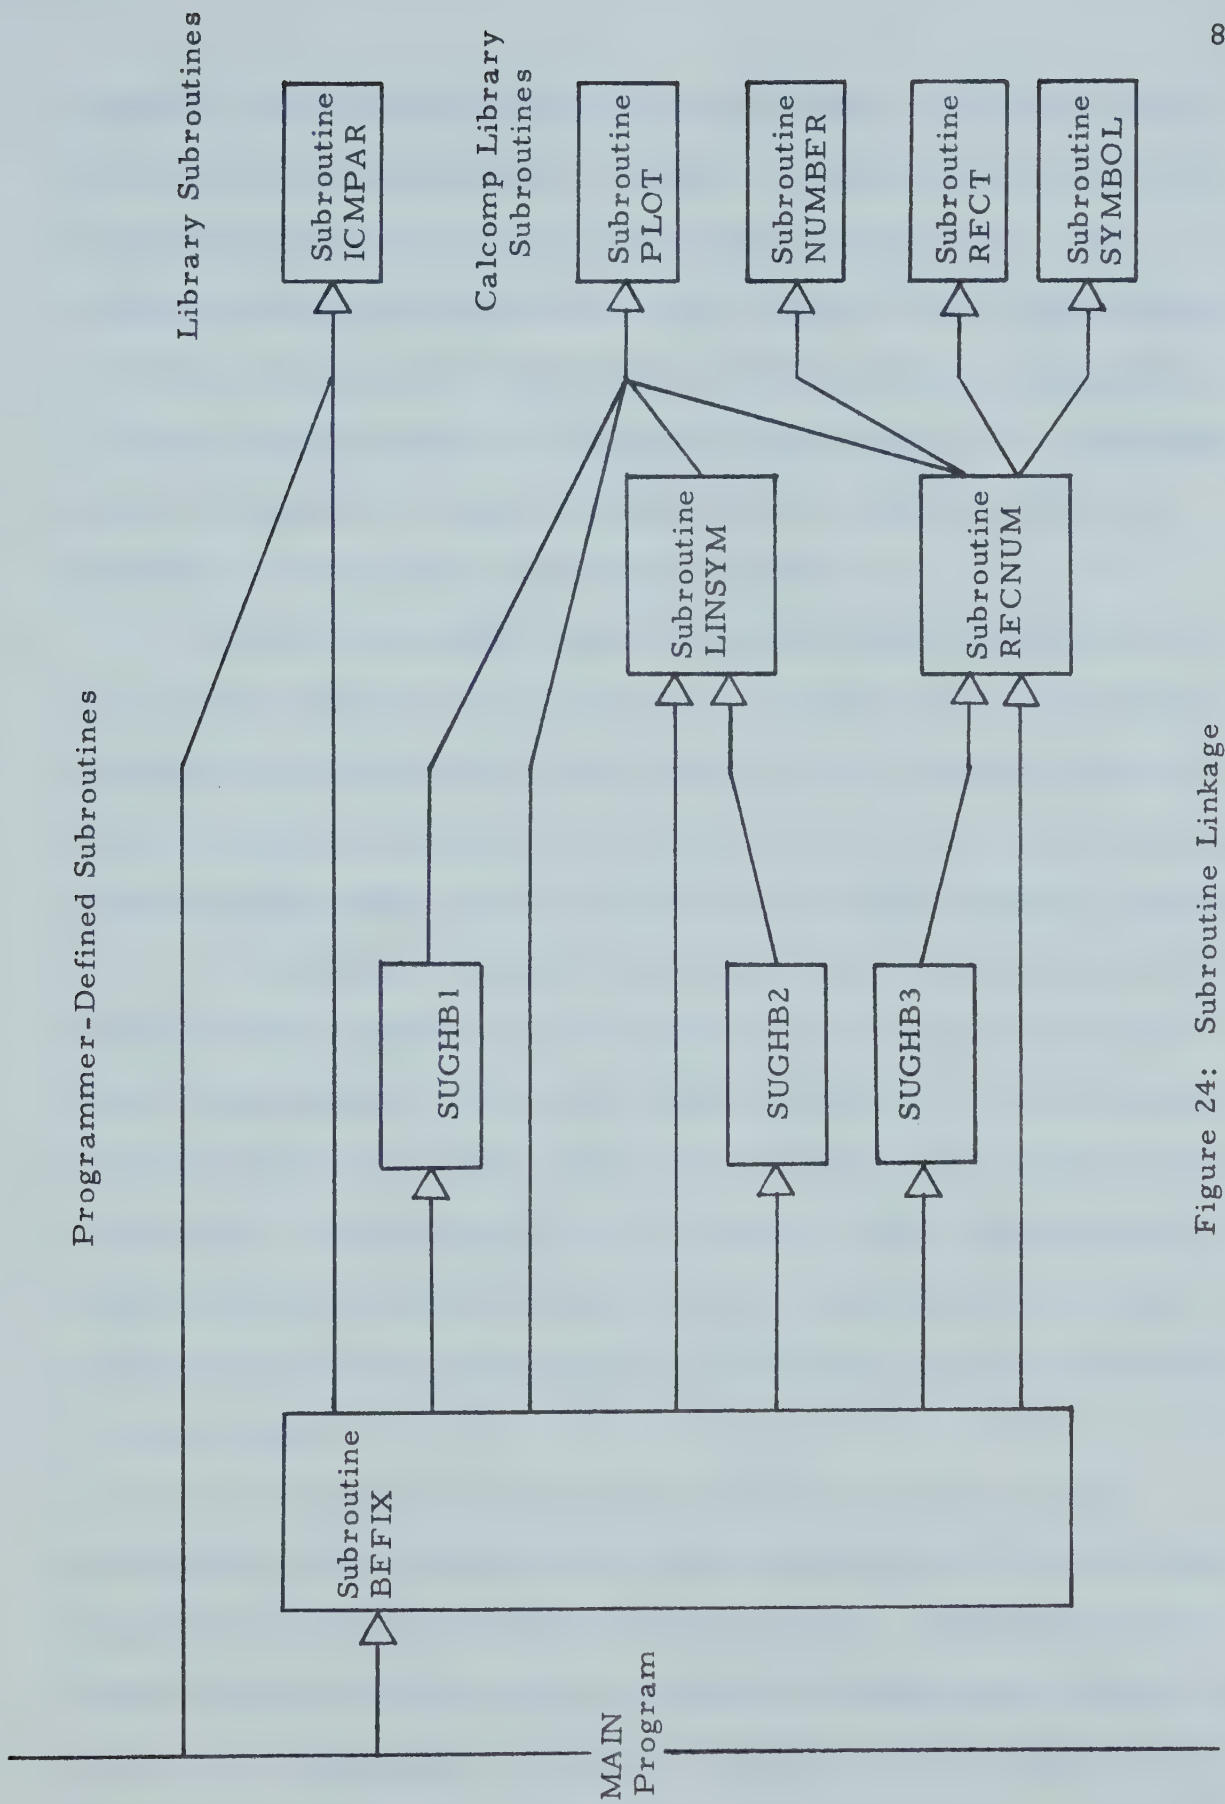 Programmer-Defined Subroutines
Library Subroutines
Subroutine
ICMPAR
Calcomp Library
Subroutines
Subroutine
PLOT
Subroutine
NUMBER
Subroutine
RECT
Subroutine
SYMBOL
Subroutine
LINSYM
Subroutine
RECNUM
SUGHB1
SUGHB2
SUGHB3
Subroutine
BEFIX
MAIN
Program
Figure 24: Subroutine Linkage